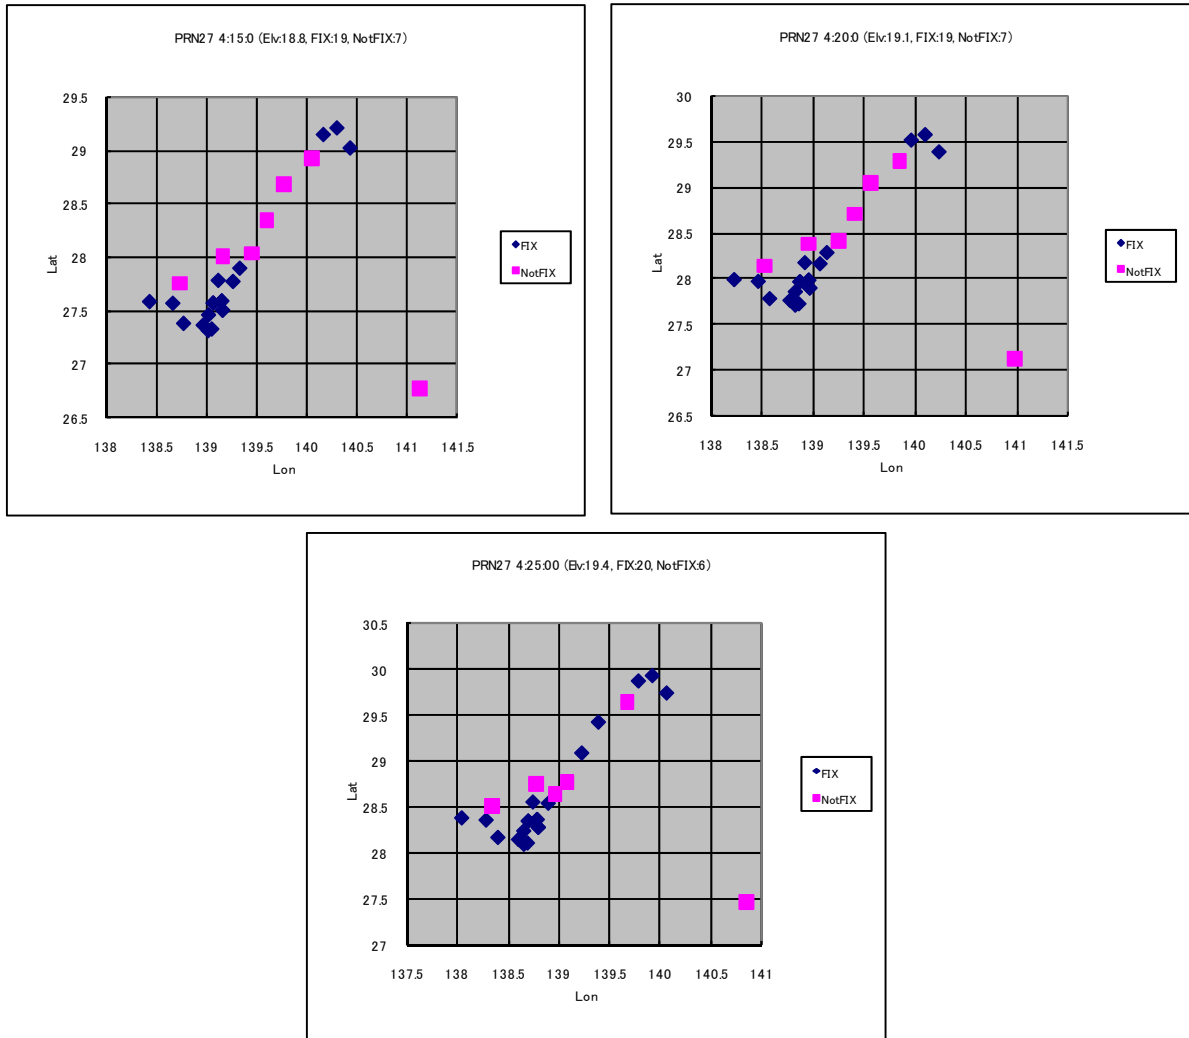 PRN27 4:15:0 (Elv:18.8, FIX:19, NotFIX:7)
29.5
29
28.5
28
27.5
27
26.5
Lat
138 138.5 139 139.5 140 140.5 141 141.5
Lon
FIX
NotFIX
PRN27 4:20:0 (Elv:19.1, FIX:19, NotFIX:7)
30
29.5
29
28.5
28
27.5
27
26.5
Lat
138 138.5 139 139.5 140 140.5 141 141.5
Lon
FIX
NotFIX
PRN27 4:25:00 (Elv:19.4, FIX:20, NotFIX:6)
30.5
30
29.5
29
28.5
28
27.5
27
Lat
137.5 138 138.5 139 139.5 140 140.5 141
Lon
FIX
NotFIX